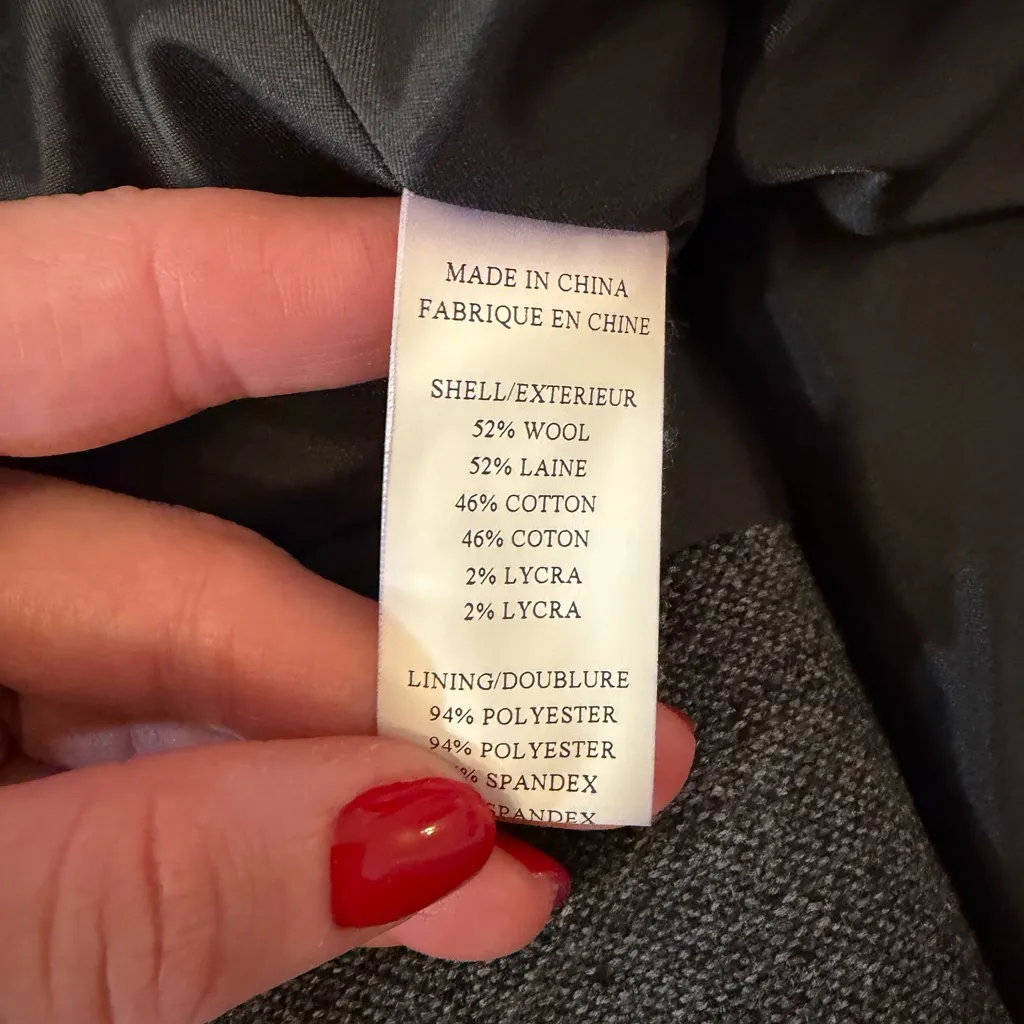 MADE IN CHINA
FABRIQUE EN CHINE
SHELL/EXTERIEUR
52% WOOL
52% LAINE
46% COTTON
46% COTON
2% LYCRA
2% LYCRA
LINING/DOUBLURE
94% POLYESTER
94% POLYESTER
% SPANDEX
SPANDEX